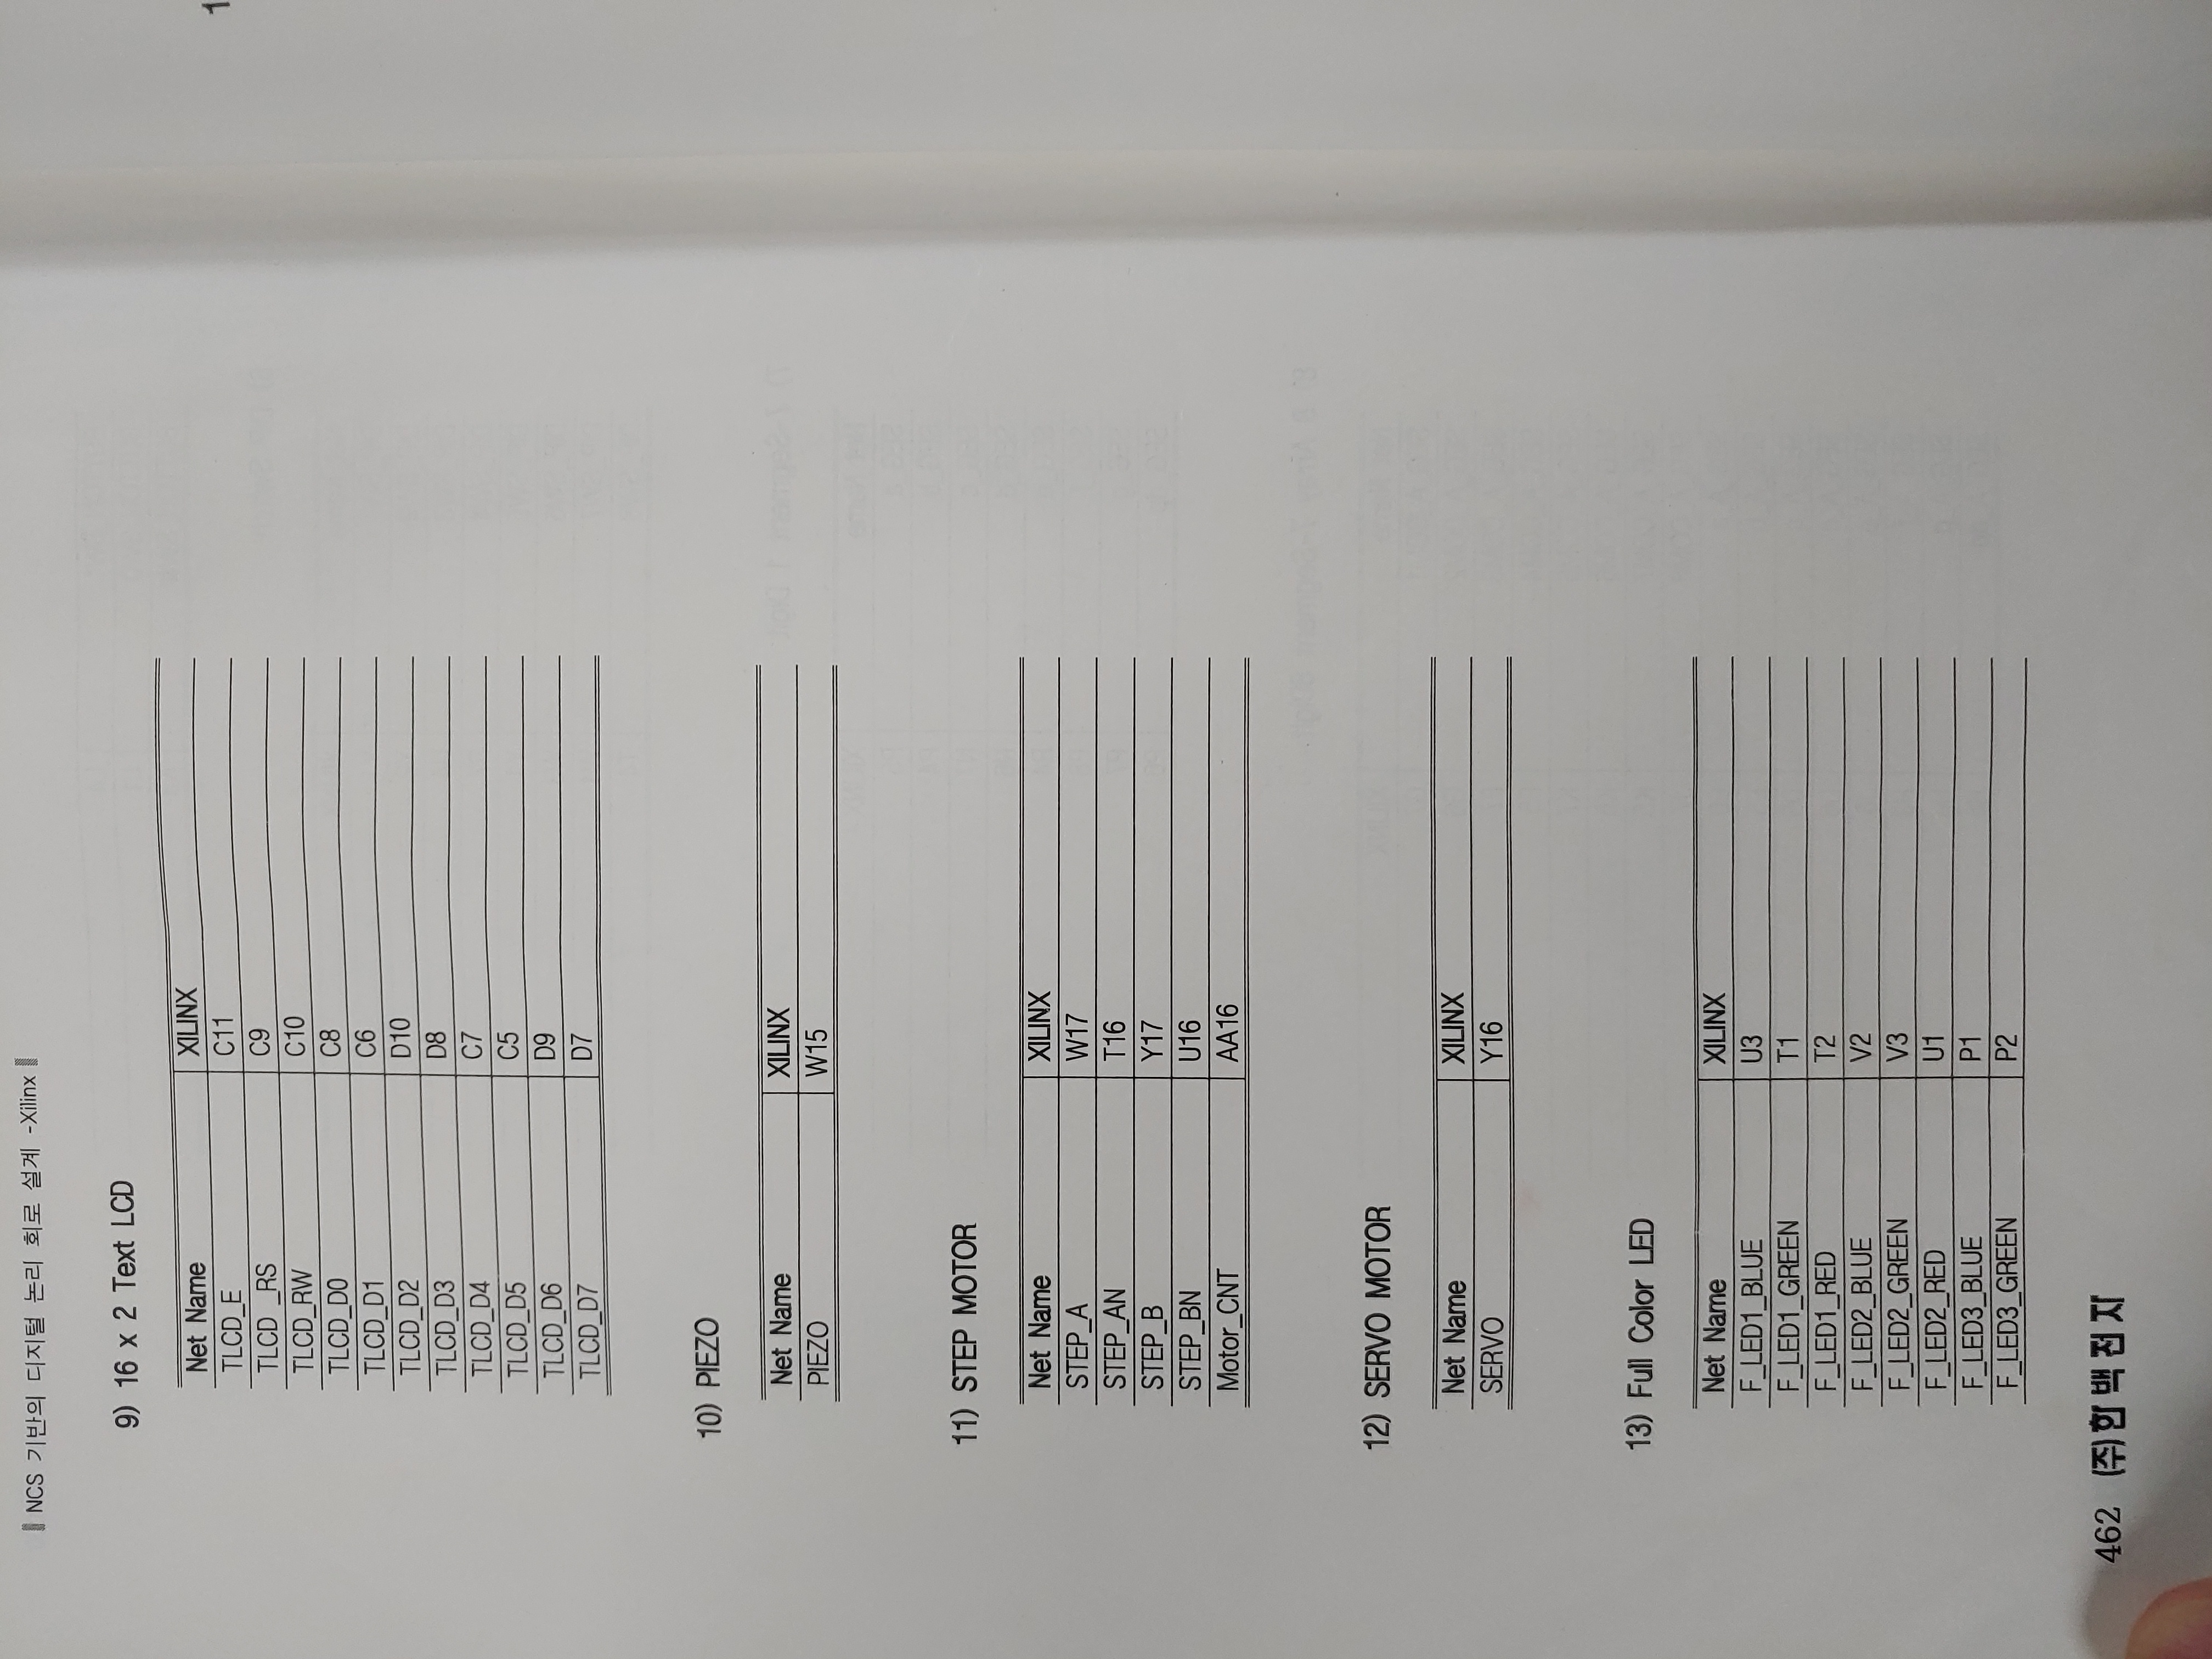 NCS 기반의 디지털 논리 회로 설계 -Xilinx
9) 16 x 2 Text LCD
Net Name XILINX
TLCD_E C11
TLCD _RS C9
TLCD_RW C10
TLCD_D0 C8
TLCD_D1 C6
TLCD_D2 D10
TLCD_D3 D8
TLCD_D4 C7
TLCD_D5 C5
TLCD_D6 D9
TLCD_D7 D7
10) PIEZO
Net Name XILINX
PIEZO W15
11) STEP MOTOR
Net Name XILINX
STEP_A W17
STEP_AN T16
STEP_B Y17
STEP_BN U16
Motor_CNT AA16
12) SERVO MOTOR
Net Name XILINX
SERVO Y16
13) Full Color LED
Net Name XILINX
F_LED1_BLUE U3
F_LED1_GREEN T1
F_LED1_RED T2
F_LED2_BLUE V2
F_LED2_GREEN V3
F_LED2_RED U1
F_LED3_BLUE P1
F_LED3_GREEN P2
462 (주)한백전자
1